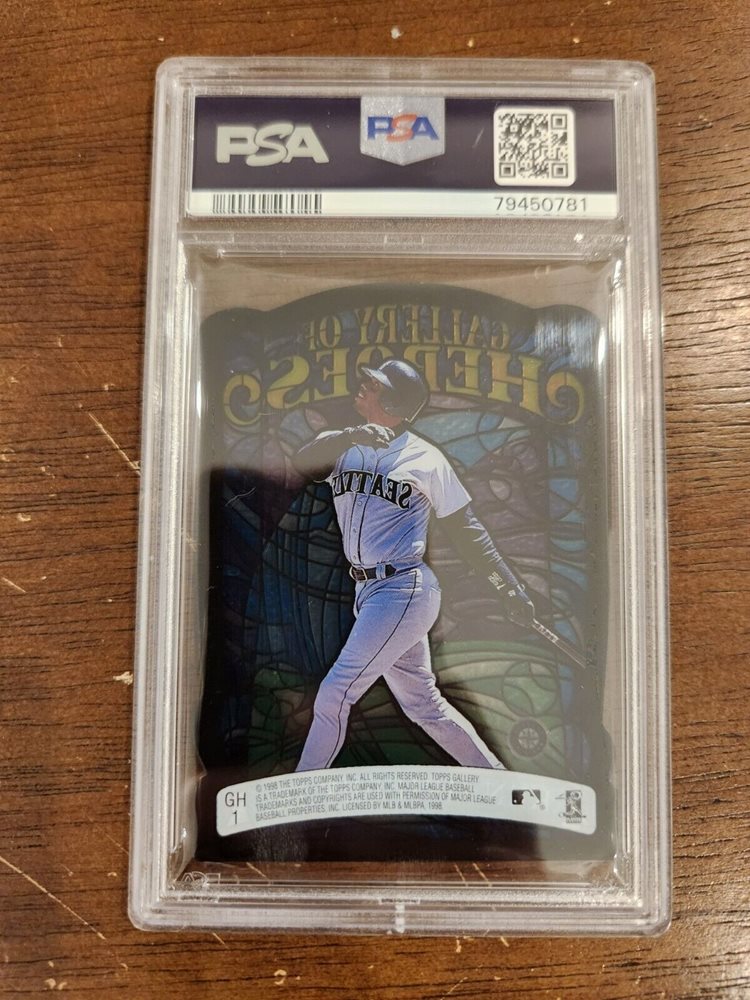 PSA
PSA
79450781
GALLERY OF
HEROES
SEATTLE
GH
1
© 1998 THE TOPPS COMPANY, INC. ALL RIGHTS RESERVED. TOPPS GALLERY
IS A TRADEMARK OF THE TOPPS COMPANY, INC. MAJOR LEAGUE BASEBALL
TRADEMARKS AND COPYRIGHTS ARE USED WITH PERMISSION OF MAJOR LEAGUE
BASEBALL PROPERTIES, INC. LICENSED BY MLB & MLBPA, 1998.